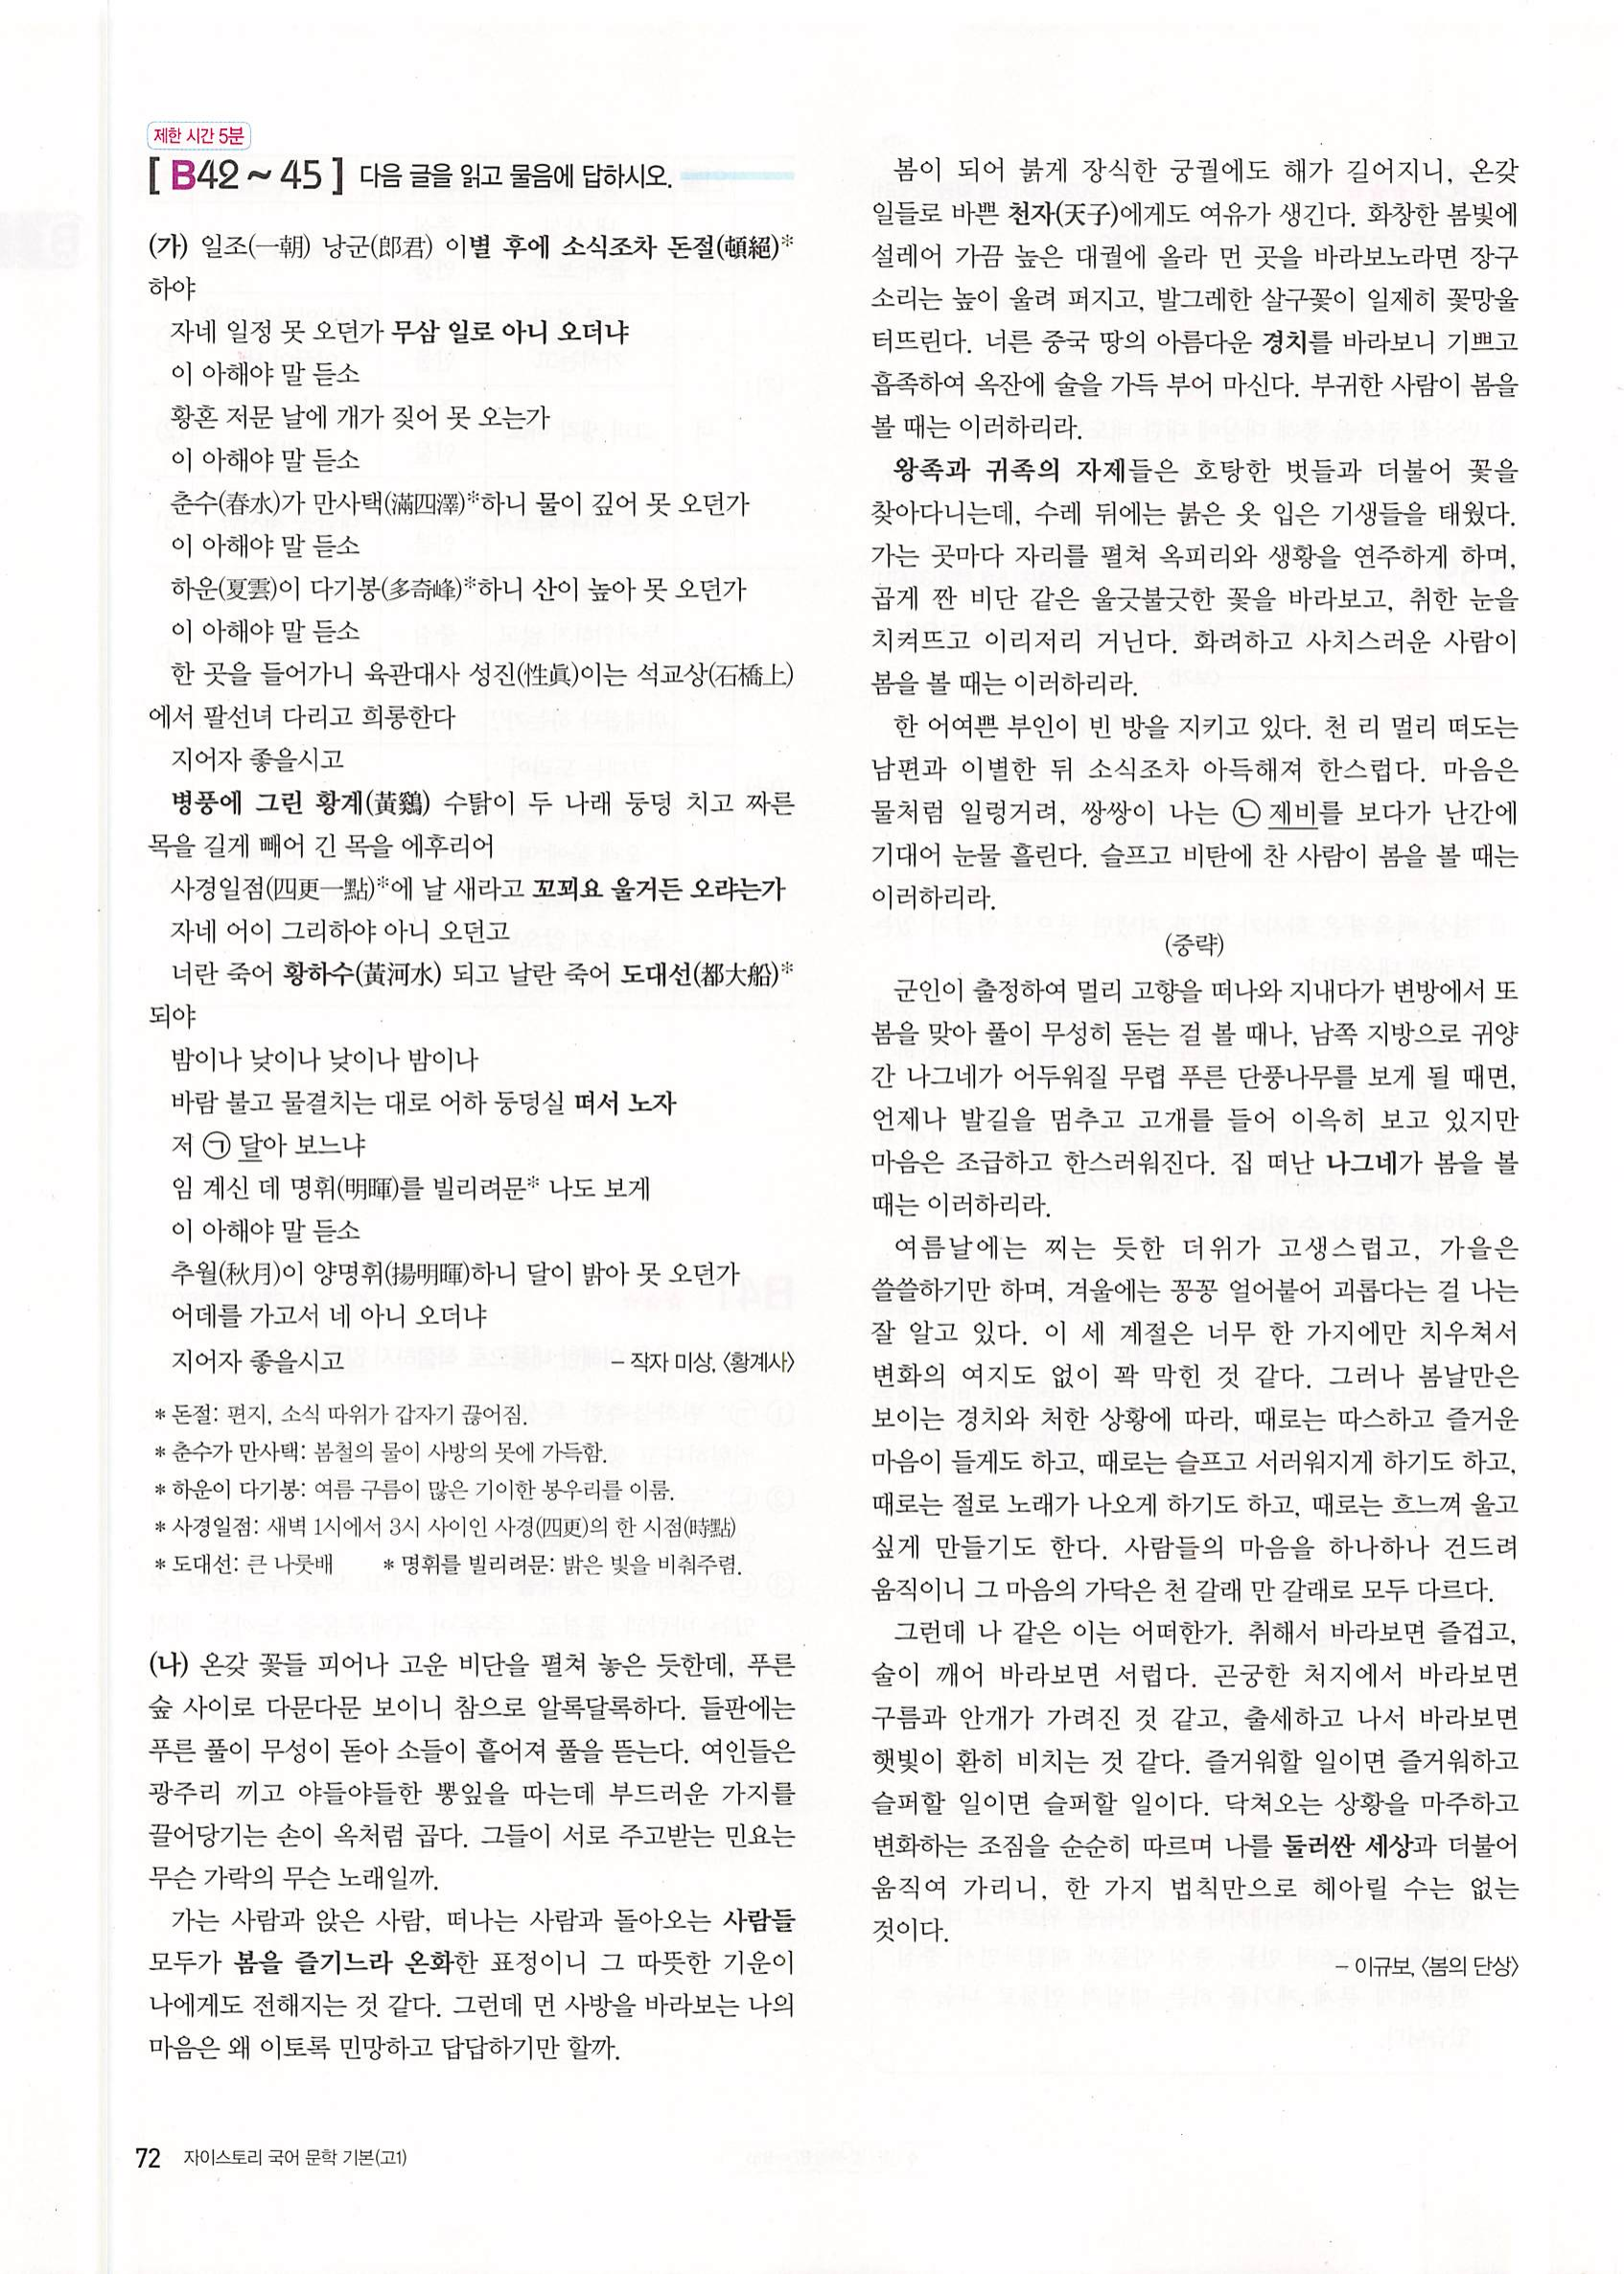 제한 시간 5분
[ B42 ~ 45 ] 다음 글을 읽고 물음에 답하시오.
(가) 일조(一朝) 낭군(郎君) 이별 후에 소식조차 돈절(頓絕)*
하야
자네 일정 못 오던가 무삼 일로 아니 오더냐
이 아해야 말 듣소
황혼 저문 날에 개가 짖어 못 오는가
이 아해야 말 듣소
춘수(春水)가 만사택(滿四澤)*하니 물이 깊어 못 오던가
이 아해야 말 듣소
하운(夏雲)이 다기봉(多奇峰)*하니 산이 높아 못 오던가
이 아해야 말 듣소
한 곳을 들어가니 육관대사 성진(性眞)이는 석교상(石橋上)
에서 팔선녀 다리고 희롱한다
지어자 좋을시고
병풍에 그린 황계(黃鷄) 수탉이 두 나래 둥덩 치고 짜른
목을 길게 빼어 긴 목을 에후리어
사경일점(四更一點)*에 날 새라고 꼬꾀요 울거든 오랴는가
자네 어이 그리하야 아니 오던고
너란 죽어 황하수(黃河水) 되고 날란 죽어 도대선(都大船)*
되야
밤이나 낮이나 낮이나 밤이나
바람 불고 물결치는 대로 어하 둥덩실 떠서 노자
저 ㉠ 달아 보느냐
임 계신 데 명휘(明暉)를 빌리려문* 나도 보게
이 아해야 말 듣소
추월(秋月)이 양명휘(揚明暉)하니 달이 밝아 못 오던가
어데를 가고서 네 아니 오더냐
지어자 좋을시고 – 작자 미상, 〈황계사〉
* 돈절: 편지, 소식 따위가 갑자기 끊어짐.
* 춘수가 만사택: 봄철의 물이 사방의 못에 가득함.
* 하운이 다기봉: 여름 구름이 많은 기이한 봉우리를 이룸.
* 사경일점: 새벽 1시에서 3시 사이인 사경(四更)의 한 시점(時點)
* 도대선: 큰 나룻배 * 명휘를 빌리려문: 밝은 빛을 비춰주렴.
(나) 온갖 꽃들 피어나 고운 비단을 펼쳐 놓은 듯한데, 푸른
숲 사이로 다문다문 보이니 참으로 알록달록하다. 들판에는
푸른 풀이 무성이 돋아 소들이 흩어져 풀을 뜯는다. 여인들은
광주리 끼고 야들야들한 뽕잎을 따는데 부드러운 가지를
끌어당기는 손이 옥처럼 곱다. 그들이 서로 주고받는 민요는
무슨 가락의 무슨 노래일까.
가는 사람과 앉은 사람, 떠나는 사람과 돌아오는 사람들
모두가 봄을 즐기느라 온화한 표정이니 그 따뜻한 기운이
나에게도 전해지는 것 같다. 그런데 먼 사방을 바라보는 나의
마음은 왜 이토록 민망하고 답답하기만 할까.
봄이 되어 붉게 장식한 궁궐에도 해가 길어지니, 온갖
일들로 바쁜 천자(天子)에게도 여유가 생긴다. 화창한 봄빛에
설레어 가끔 높은 대궐에 올라 먼 곳을 바라보노라면 장구
소리는 높이 울려 퍼지고, 발그레한 살구꽃이 일제히 꽃망울을
터뜨린다. 너른 중국 땅의 아름다운 경치를 바라보니 기쁘고
흡족하여 옥잔에 술을 가득 부어 마신다. 부귀한 사람이 봄을
볼 때는 이러하리라.
왕족과 귀족의 자제들은 호탕한 벗들과 더불어 꽃을
찾아다니는데, 수레 뒤에는 붉은 옷 입은 기생들을 태웠다.
가는 곳마다 자리를 펼쳐 옥피리와 생황을 연주하게 하며,
곱게 짠 비단 같은 울긋불긋한 꽃을 바라보고, 취한 눈을
치켜뜨고 이리저리 거닌다. 화려하고 사치스러운 사람이
봄을 볼 때는 이러하리라.
한 어여쁜 부인이 빈 방을 지키고 있다. 천 리 멀리 떠도는
남편과 이별한 뒤 소식조차 아득해져 한스럽다. 마음은
물처럼 일렁거려, 쌍쌍이 나는 ㉡ 제비를 보다가 난간에
기대어 눈물 흘린다. 슬프고 비탄에 찬 사람이 봄을 볼 때는
이러하리라.
(중략)
군인이 출정하여 멀리 고향을 떠나와 지내다가 변방에서 또
봄을 맞아 풀이 무성히 돋는 걸 볼 때나, 남쪽 지방으로 귀양
간 나그네가 어두워질 무렵 푸른 단풍나무를 보게 될 때면,
언제나 발길을 멈추고 고개를 들어 이윽히 보고 있지만
마음은 조급하고 한스러워진다. 집 떠난 나그네가 봄을 볼
때는 이러하리라.
여름날에는 찌는 듯한 더위가 고생스럽고, 가을은
쓸쓸하기만 하며, 겨울에는 꽁꽁 얼어붙어 괴롭다는 걸 나는
잘 알고 있다. 이 세 계절은 너무 한 가지에만 치우쳐서
변화의 여지도 없이 꽉 막힌 것 같다. 그러나 봄날만은
보이는 경치와 처한 상황에 따라, 때로는 따스하고 즐거운
마음이 들게도 하고, 때로는 슬프고 서러워지게 하기도 하고,
때로는 절로 노래가 나오게 하기도 하고, 때로는 흐느껴 울고
싶게 만들기도 한다. 사람들의 마음을 하나하나 건드려
움직이니 그 마음의 가닥은 천 갈래 만 갈래로 모두 다르다.
그런데 나 같은 이는 어떠한가. 취해서 바라보면 즐겁고,
술이 깨어 바라보면 서럽다. 곤궁한 처지에서 바라보면
구름과 안개가 가려진 것 같고, 출세하고 나서 바라보면
햇빛이 환히 비치는 것 같다. 즐거워할 일이면 즐거워하고
슬퍼할 일이면 슬퍼할 일이다. 닥쳐오는 상황을 마주하고
변화하는 조짐을 순순히 따르며 나를 둘러싼 세상과 더불어
움직여 가리니, 한 가지 법칙만으로 헤아릴 수는 없는
것이다.
– 이규보, 〈봄의 단상〉
72 자이스토리 국어 문학 기본(고1)